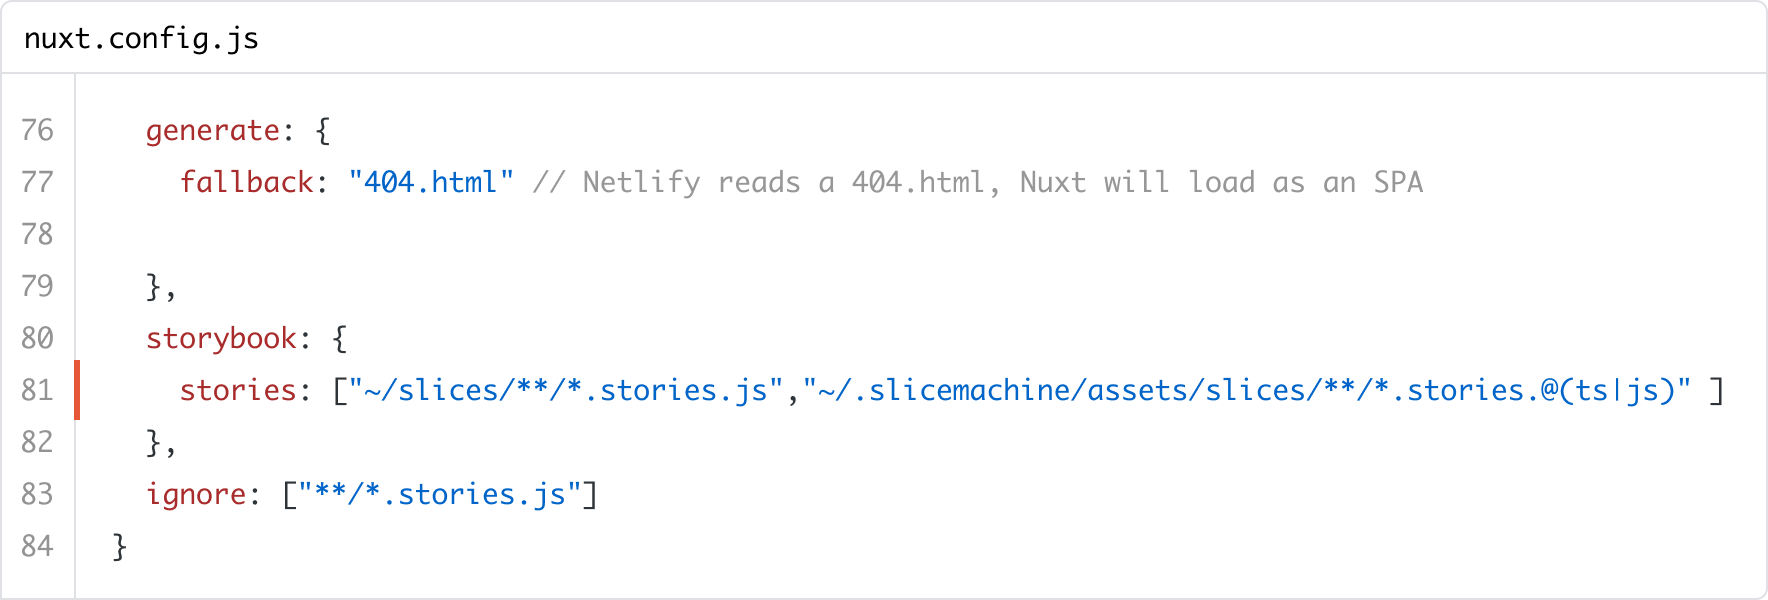 nuxt.config.js
76 generate: {
77 fallback: "404.html" // Netlify reads a 404.html, Nuxt will load as an SPA
78
79 },
80 storybook: {
81 stories: ["~/slices/**/*.stories.js","~/.slicemachine/assets/slices/**/*.stories.@(ts|js)" ]
82 },
83 ignore: ["**/*.stories.js"]
84 }